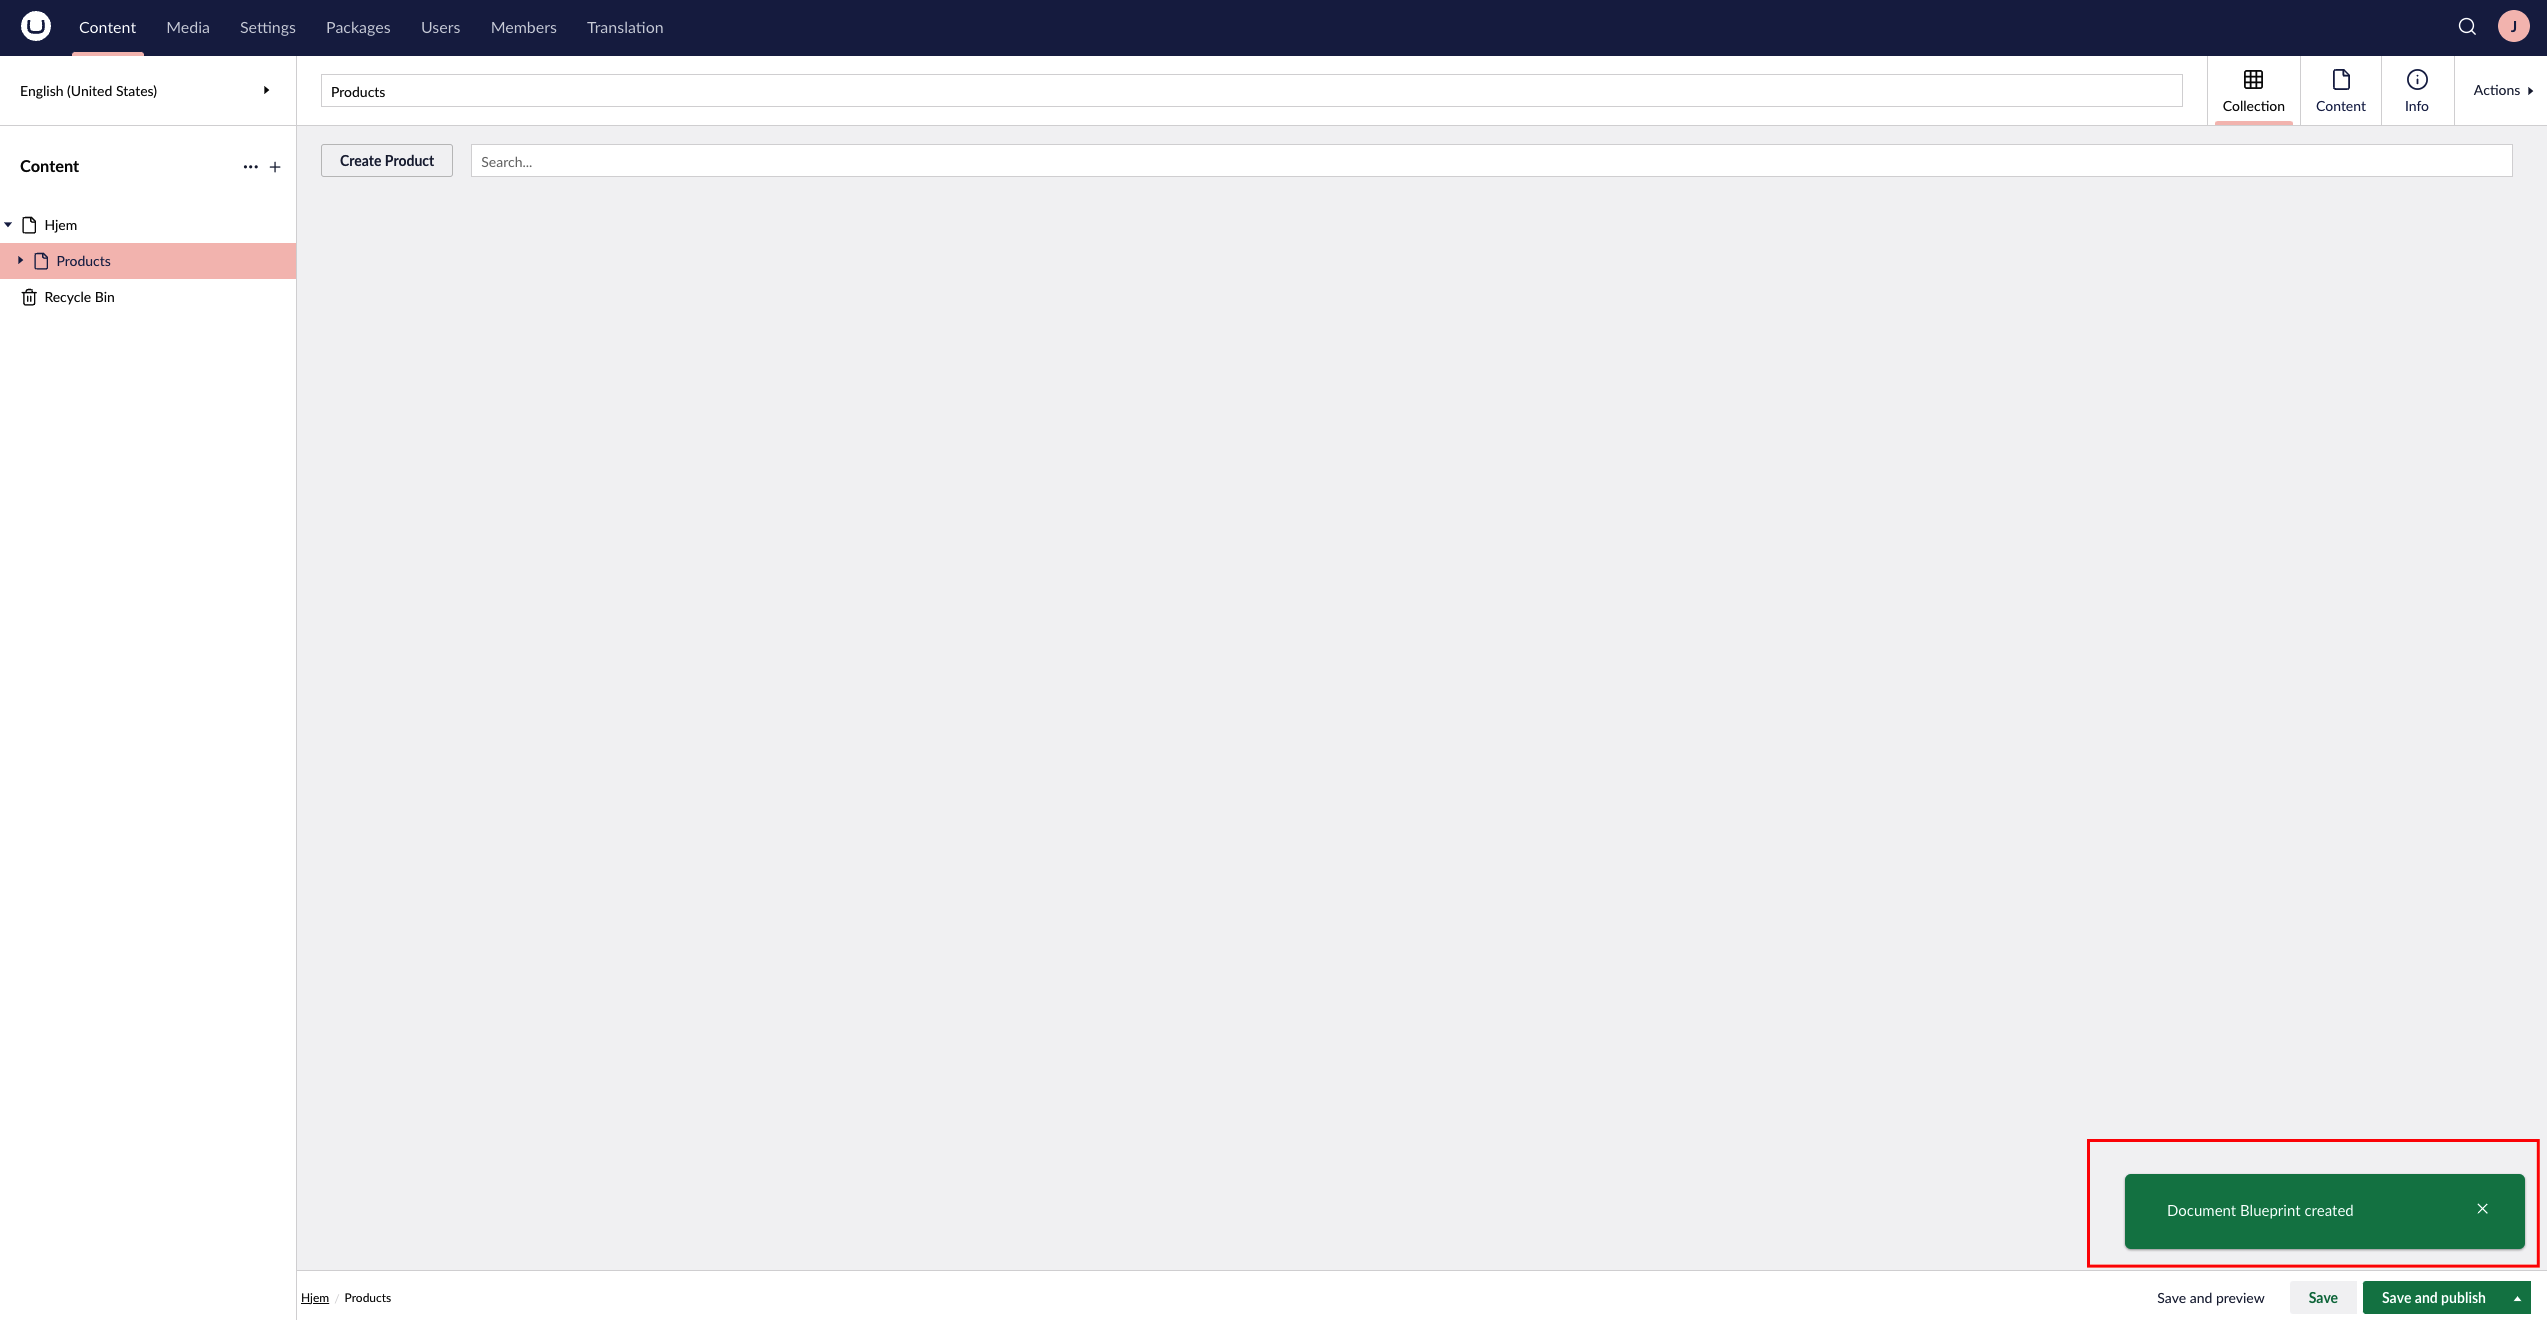 Content Media Settings Packages Users Members Translation J
English (United States)
Products
Collection Content Info Actions
Content
Create Product
Search...
Hjem
Products
Recycle Bin
Document Blueprint created
Hjem / Products
Save and preview Save Save and publish